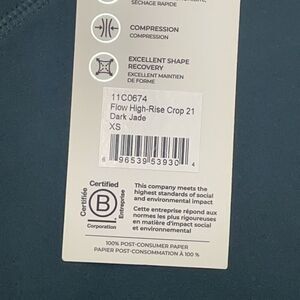 SÉCHAGE RAPIDE
COMPRESSION
COMPRESSION
EXCELLENT SHAPE
RECOVERY
EXCELLENT MAINTIEN
DE FORME
11C0674
Flow High-Rise Crop 21
Dark Jade
XS
6 96539 53930 4
Certified
Certifiée
B
Entreprise
Corporation
This company meets the
highest standards of social
and environmental impact
Cette entreprise répond aux
normes les plus rigoureuses
en matière d'impact social
et environnemental
100% POST-CONSUMER PAPER
PAPIER POST-CONSOMMATION À 100 %